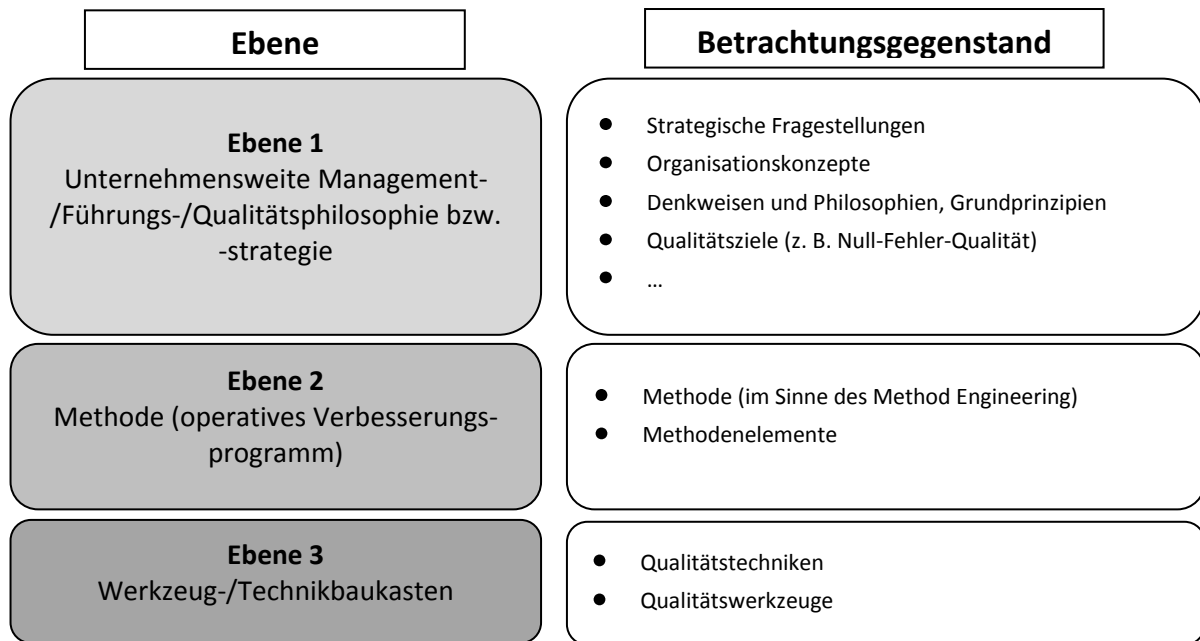 Ebene
Betrachtungsgegenstand
Ebene 1
Unternehmensweite Management-
/Führungs-/Qualitätsphilosophie bzw.
-strategie
● Strategische Fragestellungen
● Organisationskonzepte
● Denkweisen und Philosophien, Grundprinzipien
● Qualitätsziele (z. B. Null-Fehler-Qualität)
● …
Ebene 2
Methode (operatives Verbesserungs-
programm)
● Methode (im Sinne des Method Engineering)
● Methodenelemente
Ebene 3
Werkzeug-/Technikbaukasten
● Qualitätstechniken
● Qualitätswerkzeuge